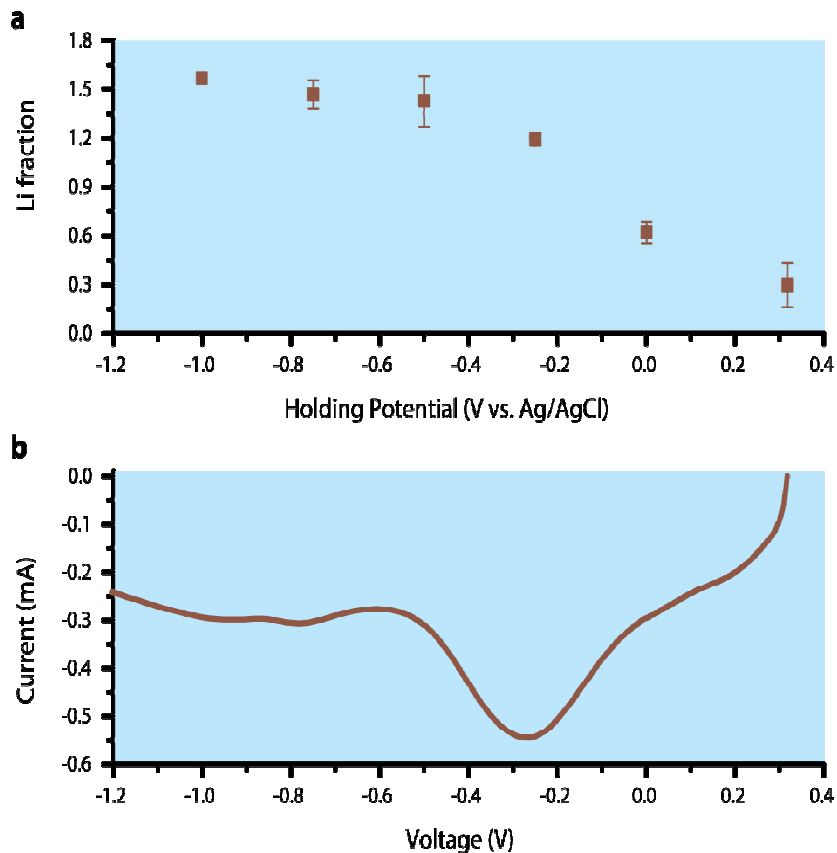 a
1.8
1.5
1.2
0.9
0.6
0.3
0.0
Li fraction
-1.2 -1.0 -0.8 -0.6 -0.4 -0.2 0.0 0.2 0.4
Holding Potential (V vs. Ag/AgCl)
b
0.0
-0.1
-0.2
-0.3
-0.4
-0.5
-0.6
Current (mA)
-1.2 -1.0 -0.8 -0.6 -0.4 -0.2 0.0 0.2 0.4
Voltage (V)